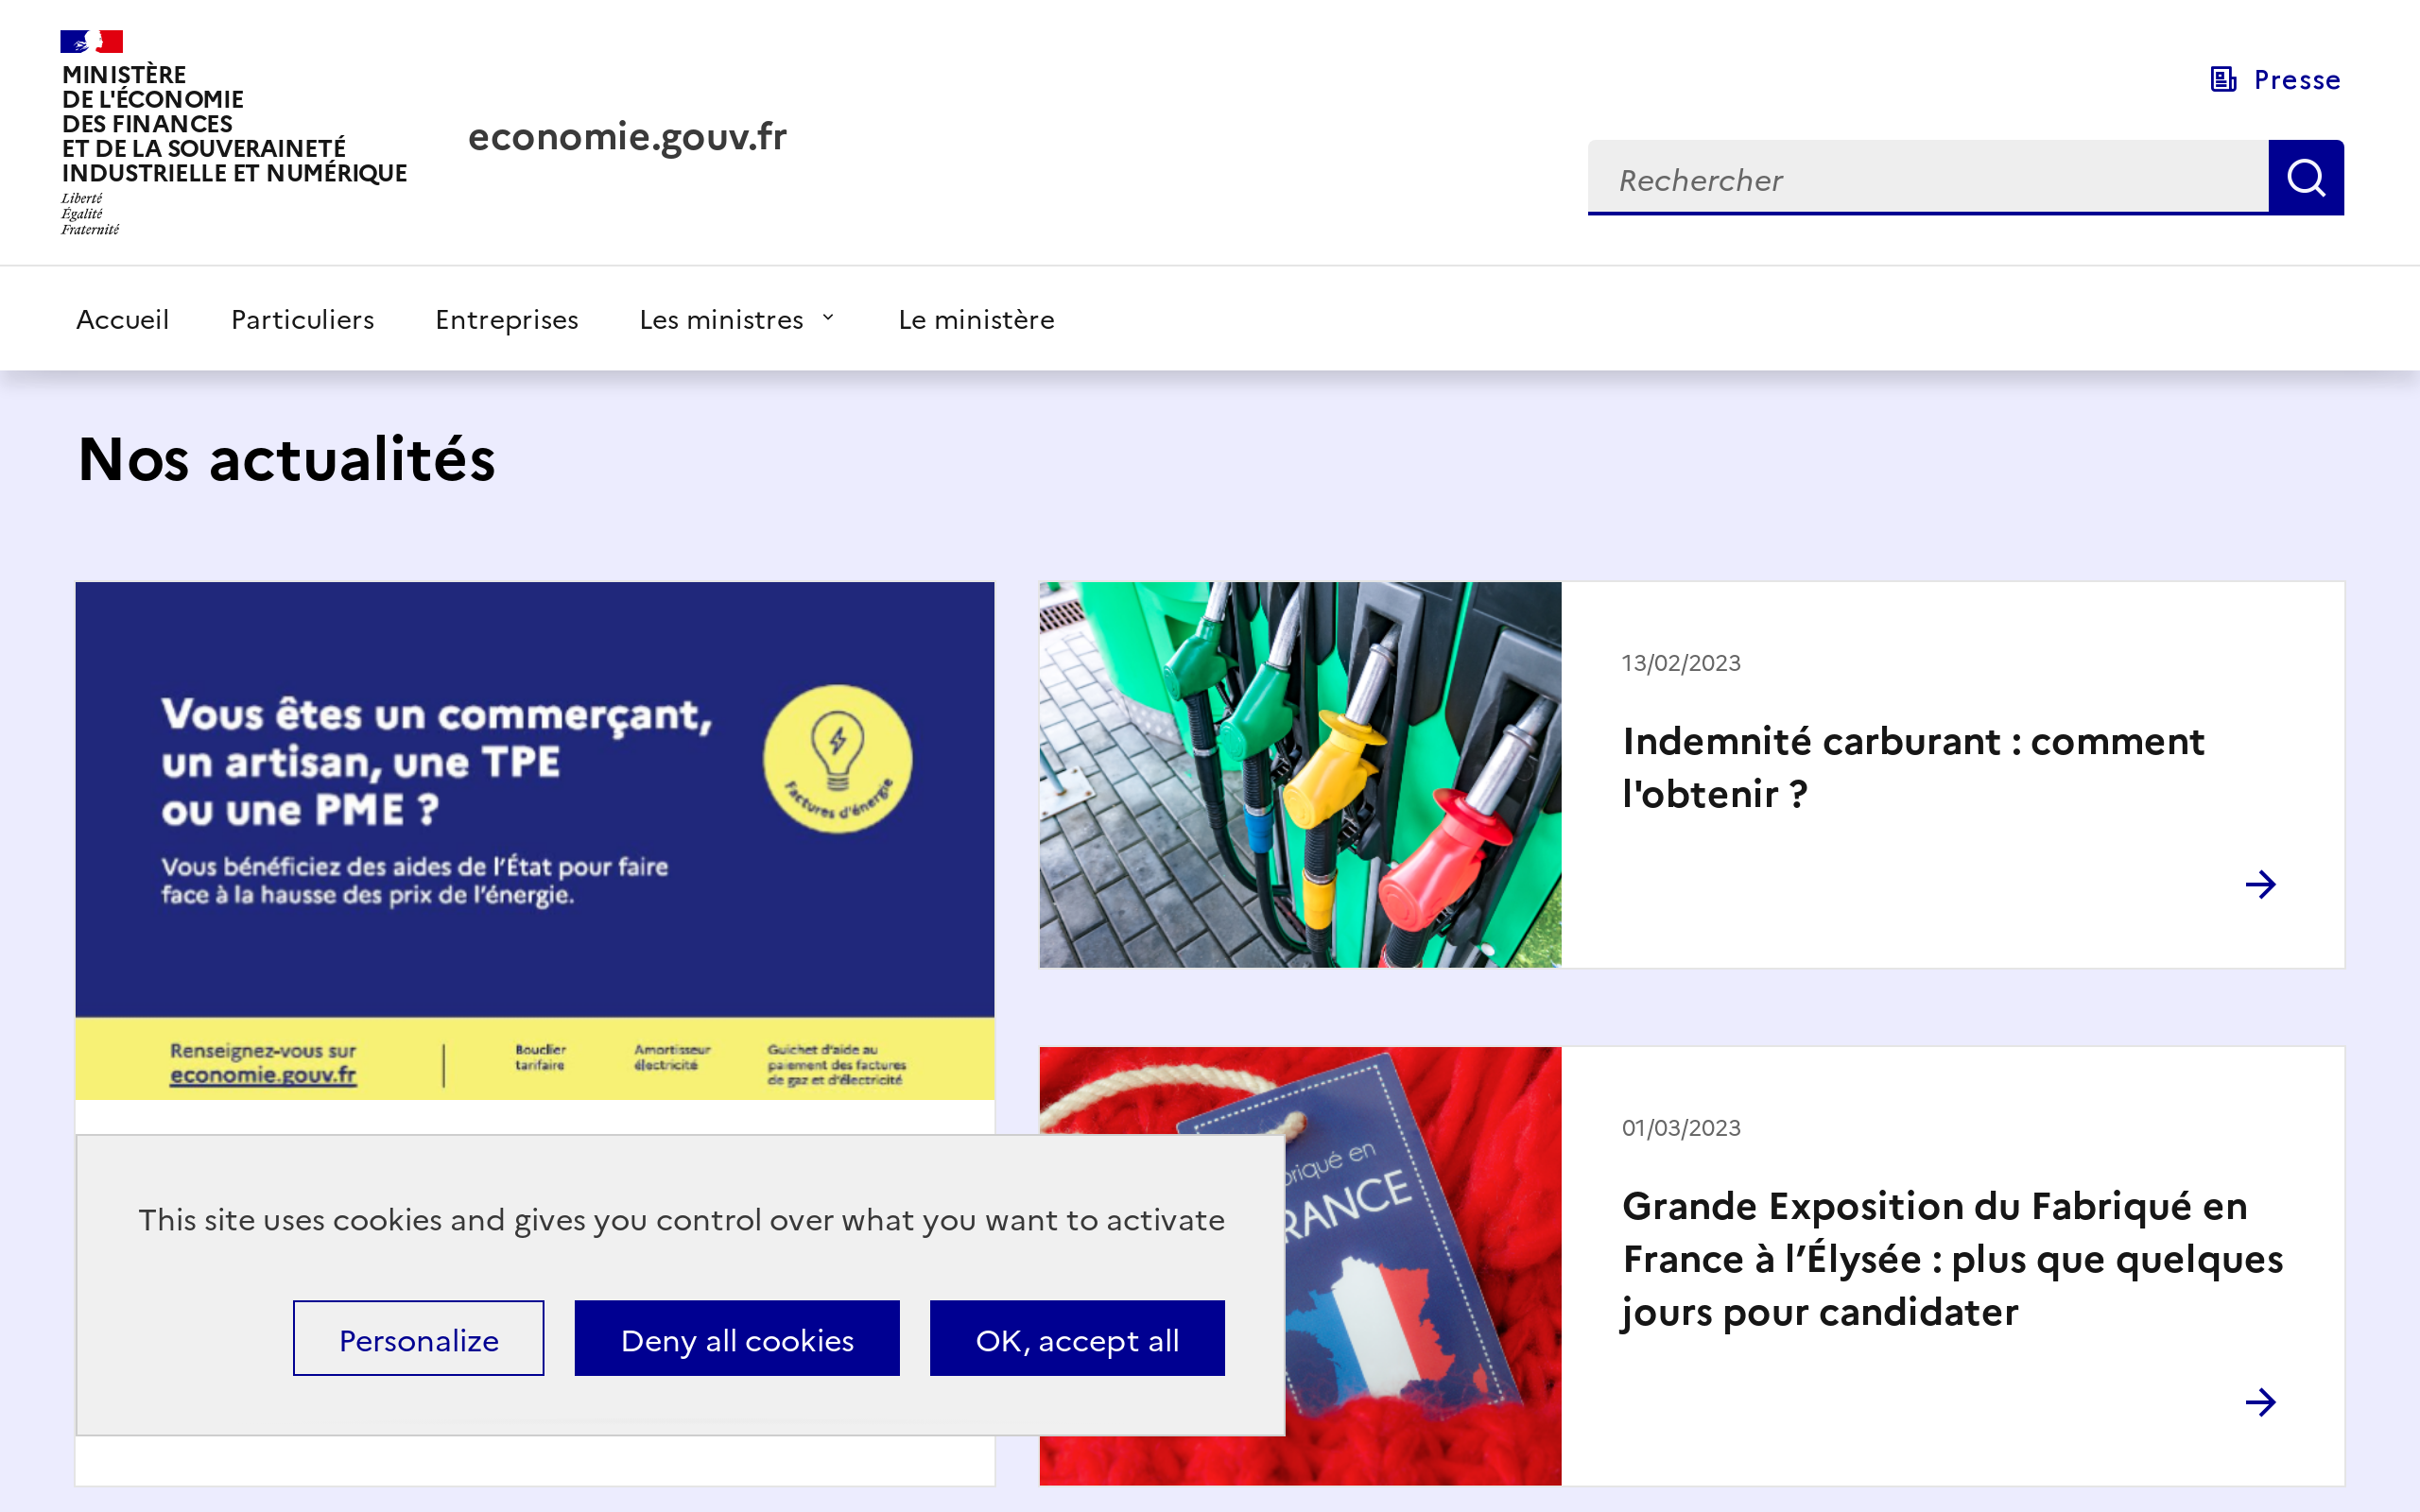 MINISTÈRE
DE L'ÉCONOMIE
DES FINANCES
ET DE LA SOUVERAINETÉ
INDUSTRIELLE ET NUMÉRIQUE
Liberté
Égalité
Fraternité
economie.gouv.fr
Presse
Rechercher
Accueil
Particuliers
Entreprises
Les ministres
Le ministère
Nos actualités
Vous êtes un commerçant,
un artisan, une TPE
ou une PME ?
Factures d'énergie
Vous bénéficiez des aides de l'État pour faire
face à la hausse des prix de l'énergie.
Renseignez-vous sur
economie.gouv.fr
Bouclier
tarifaire
Amortisseur
électricité
Guichet d'aide au
paiement des factures
de gaz et d'électricité
13/02/2023
Indemnité carburant : comment
l'obtenir ?
01/03/2023
Grande Exposition du Fabriqué en
France à l’Élysée : plus que quelques
jours pour candidater
riqué en
RANCE
This site uses cookies and gives you control over what you want to activate
Personalize
Deny all cookies
OK, accept all